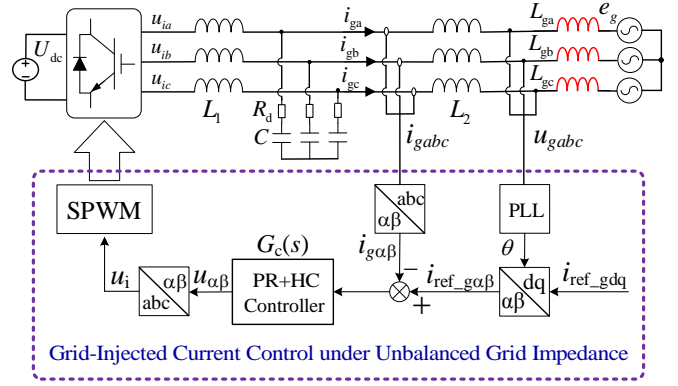 U_dc
u_ia
u_ib
u_ic
L_1
R_d
C
i_ga
i_gb
i_gc
L_2
L_ga
L_gb
L_gc
e_g
i_gabc
u_gabc
SPWM
abc
αβ
PLL
G_c(s)
i_gαβ
θ
u_i
αβ
abc
u_αβ
PR+HC
Controller
−
+
i_ref_gαβ
dq
αβ
i_ref_gdq
Grid-Injected Current Control under Unbalanced Grid Impedance